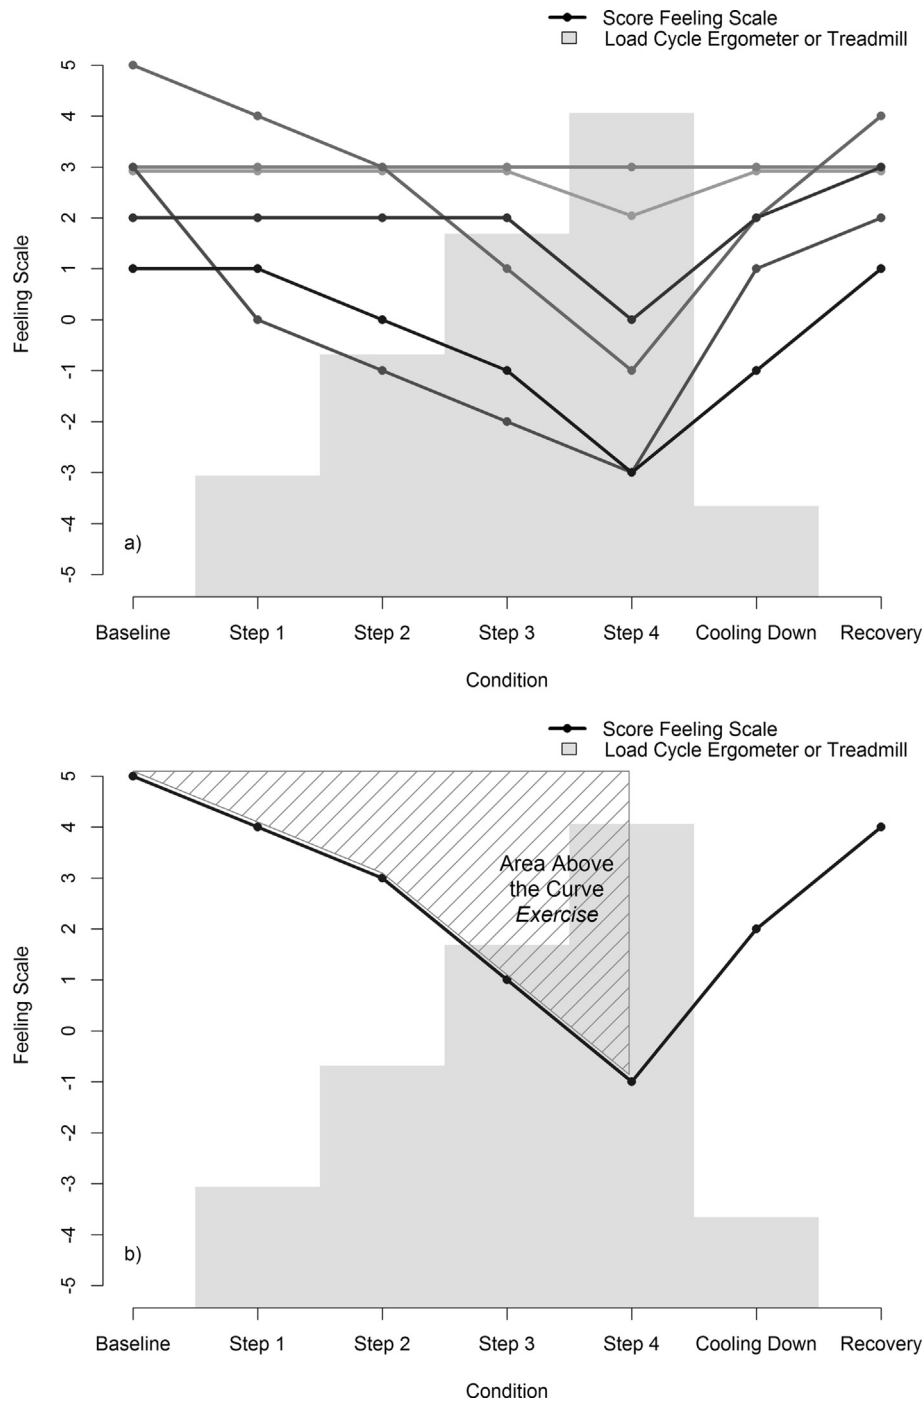 Score Feeling Scale
Load Cycle Ergometer or Treadmill
5
4
3
2
1
0
-1
-2
-3
-4
-5
Feeling Scale
a)
Baseline Step 1 Step 2 Step 3 Step 4 Cooling Down Recovery
Condition
Score Feeling Scale
Load Cycle Ergometer or Treadmill
5
4
3
2
1
0
-1
-2
-3
-4
-5
Feeling Scale
Area Above
the Curve
Exercise
b)
Baseline Step 1 Step 2 Step 3 Step 4 Cooling Down Recovery
Condition